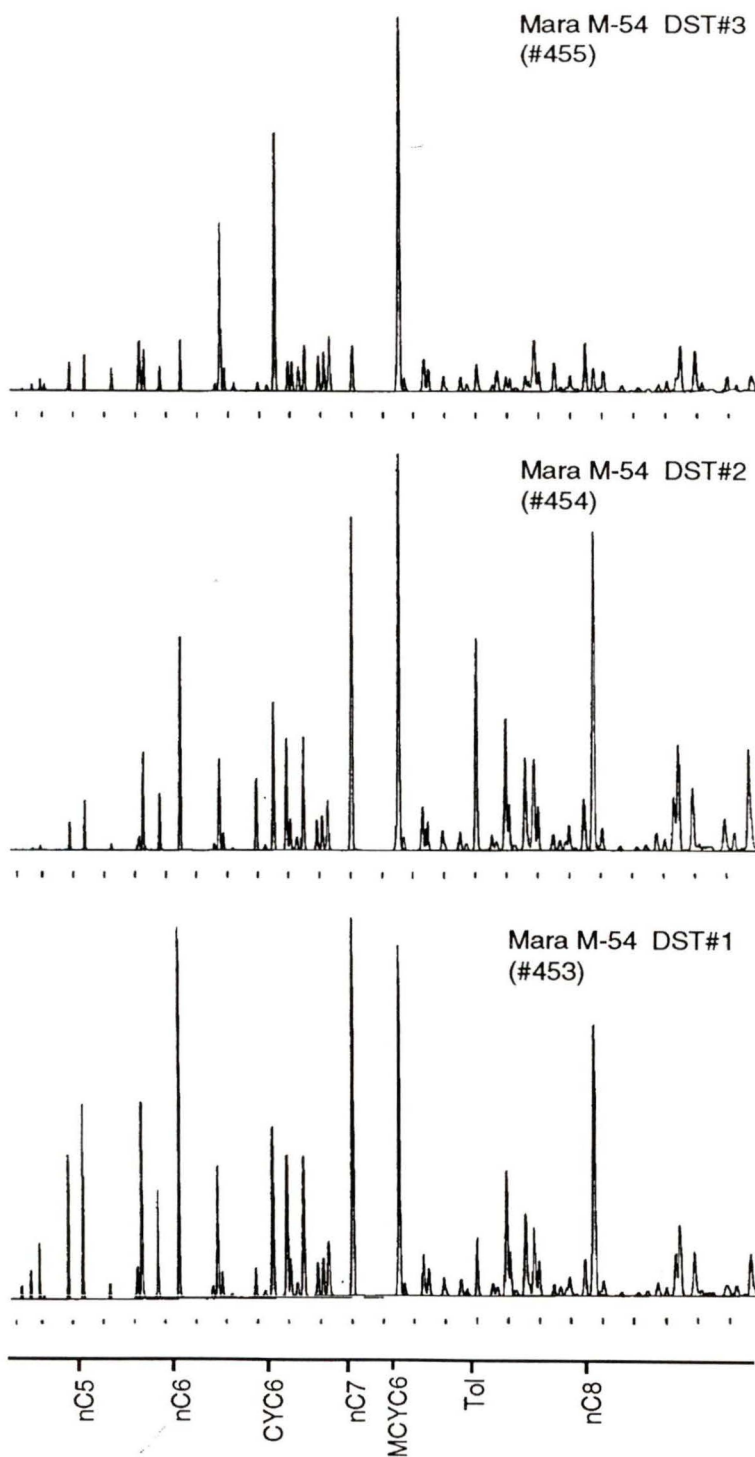 Mara M-54 DST#3
(#455)
Mara M-54 DST#2
(#454)
Mara M-54 DST#1
(#453)
nC5
nC6
CYC6
nC7
MCYC6
Tol
nC8